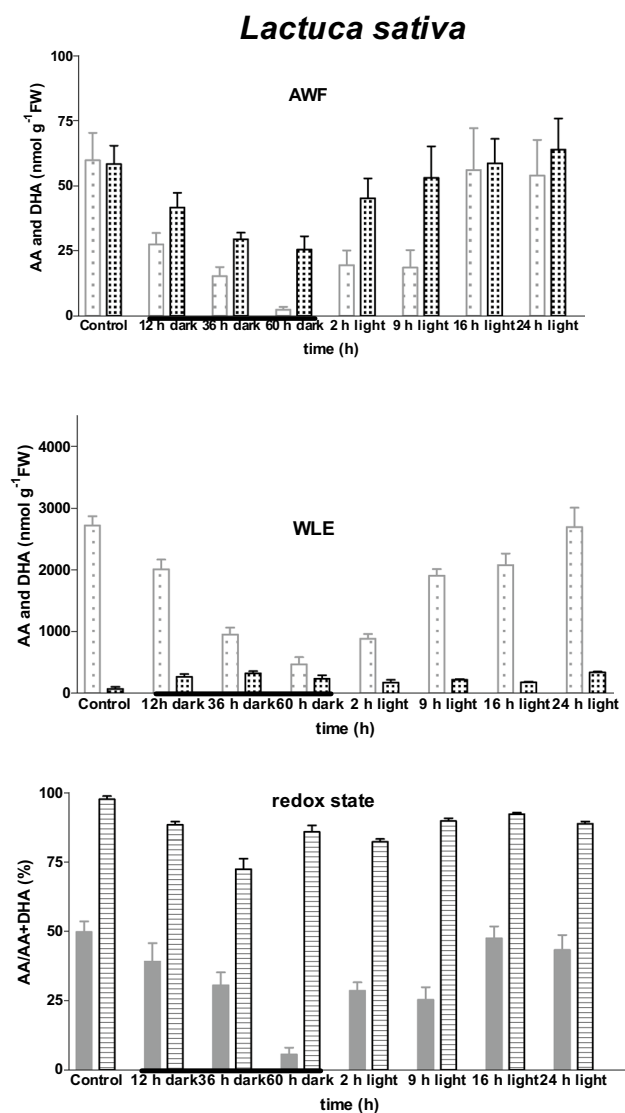 Lactuca sativa
AWF
AA and DHA (nmol g⁻¹FW)
100
75
50
25
0
Control 12 h dark 36 h dark 60 h dark 2 h light 9 h light 16 h light 24 h light
time (h)
WLE
AA and DHA (nmol g⁻¹FW)
4000
3000
2000
1000
0
Control 12h dark 36 h dark 60 h dark 2 h light 9 h light 16 h light 24 h light
time (h)
redox state
AA/AA+DHA (%)
100
75
50
25
0
Control 12 h dark 36 h dark 60 h dark 2 h light 9 h light 16 h light 24 h light
time (h)